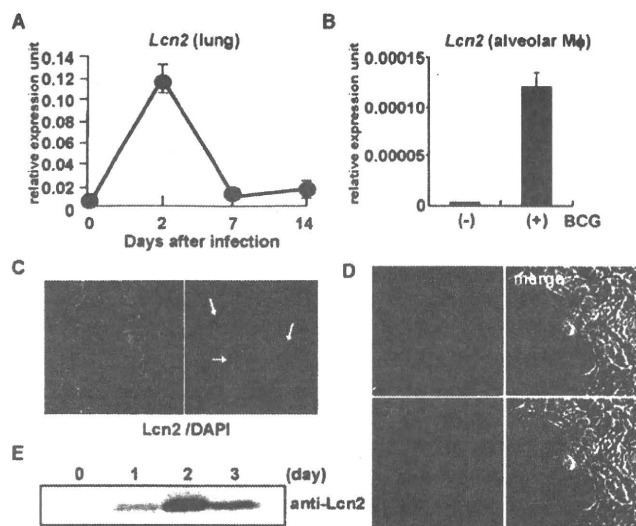 A
Lcn2 (lung)
relative expression unit
0.14
0.12
0.10
0.08
0.06
0.04
0.02
0
0 2 7 14
Days after infection
B
Lcn2 (alveolar Mϕ)
relative expression unit
0.00015
0.00010
0.00005
0
(-) (+) BCG
C
Lcn2 /DAPI
D
merge
E
0 1 2 3 (day)
anti-Lcn2